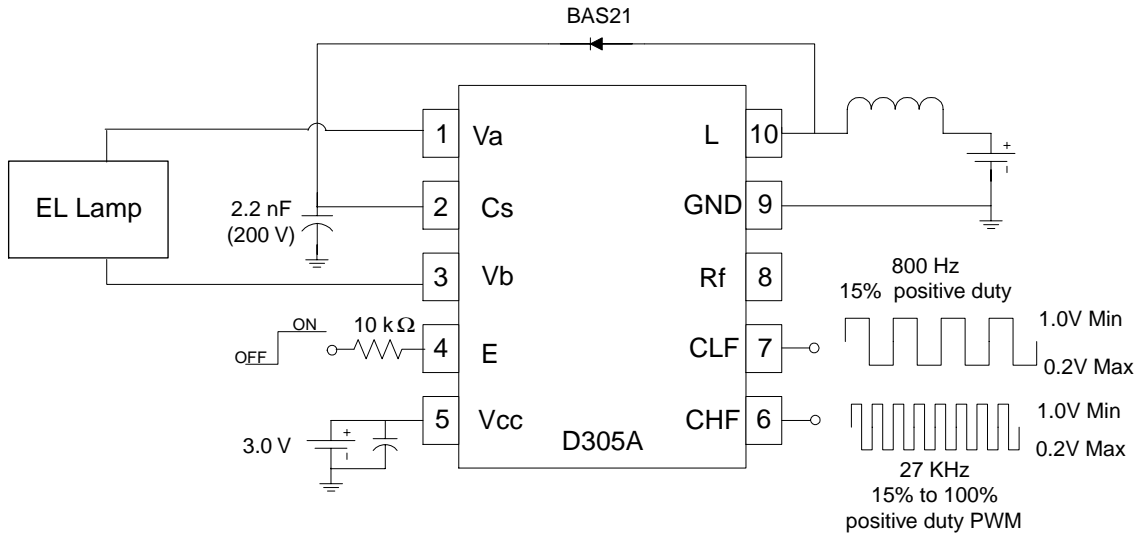 BAS21
EL Lamp
2.2 nF
(200 V)
1 Va
2 Cs
3 Vb
4 E
5 Vcc
L 10
GND 9
Rf 8
CLF 7
CHF 6
D305A
OFF
ON
10 kΩ
3.0 V
+
-
+
-
800 Hz
15% positive duty
1.0V Min
0.2V Max
1.0V Min
0.2V Max
27 KHz
15% to 100%
positive duty PWM